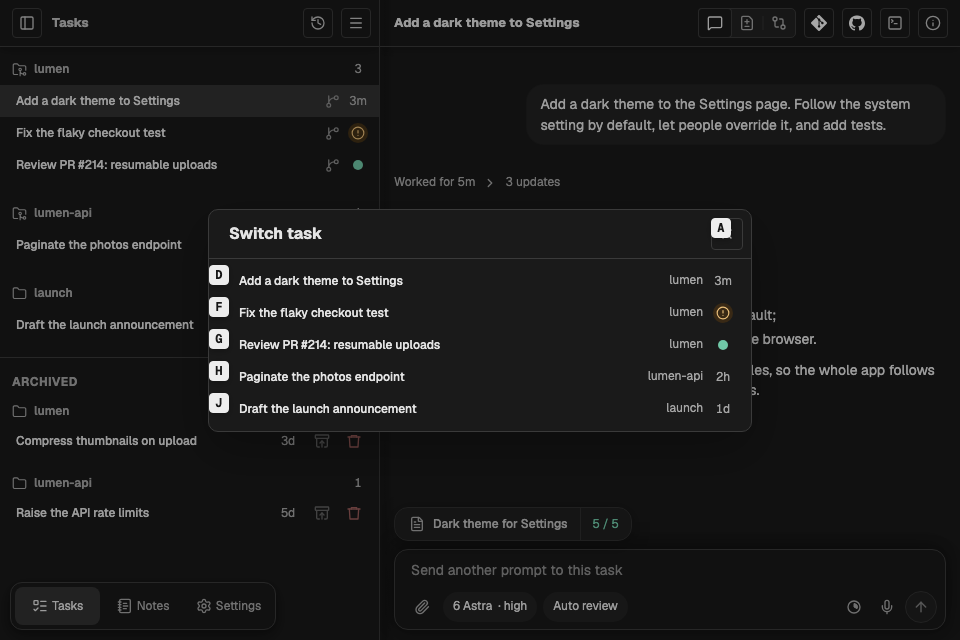 Tasks
Add a dark theme to Settings
lumen 3
Add a dark theme to Settings 3m
Fix the flaky checkout test
Review PR #214: resumable uploads
lumen-api
Paginate the photos endpoint
launch
Draft the launch announcement
ARCHIVED
lumen
Compress thumbnails on upload 3d
lumen-api 1
Raise the API rate limits 5d
Tasks Notes Settings
Add a dark theme to the Settings page. Follow the system
setting by default, let people override it, and add tests.
Worked for 5m 3 updates
ault;
e browser.
les, so the whole app follows
s.
Switch task A
D Add a dark theme to Settings lumen 3m
F Fix the flaky checkout test lumen
G Review PR #214: resumable uploads lumen
H Paginate the photos endpoint lumen-api 2h
J Draft the launch announcement launch 1d
Dark theme for Settings 5 / 5
Send another prompt to this task
6 Astra · high Auto review